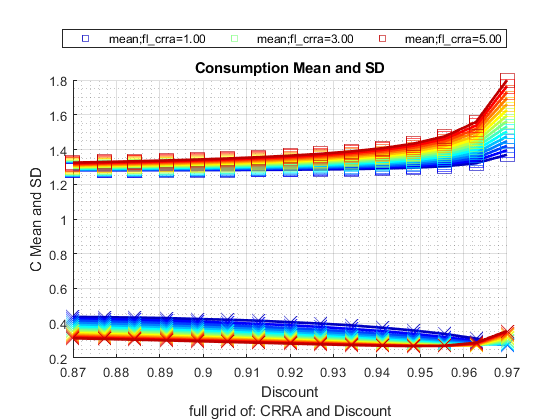 mean;fl_crra=1.00 mean;fl_crra=3.00 mean;fl_crra=5.00
Consumption Mean and SD
1.8
1.6
1.4
1.2
1
0.8
0.6
0.4
0.2
C Mean and SD
0.87 0.88 0.89 0.9 0.91 0.92 0.93 0.94 0.95 0.96 0.97
Discount
full grid of: CRRA and Discount